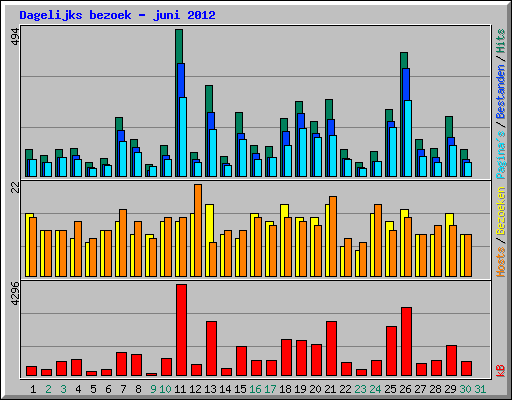 Dagelijks bezoek - juni 2012
494
22
4296
Pagina's / Bestanden / Hits
Hosts / Bezoeken
kB
1 2 3 4 5 6 7 8 9 10 11 12 13 14 15 16 17 18 19 20 21 22 23 24 25 26 27 28 29 30 31